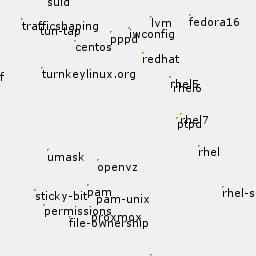 suid
trafficshaping
tun-tap
pppd
iwconfig
lvm
fedora16
centos
redhat
f
turnkeylinux.org
rhel5
rhel6
rhel7
ptpd
umask
openvz
rhel
sticky-bit
pam
pam-unix
rhel-s
permissions
proxmox
file-ownership